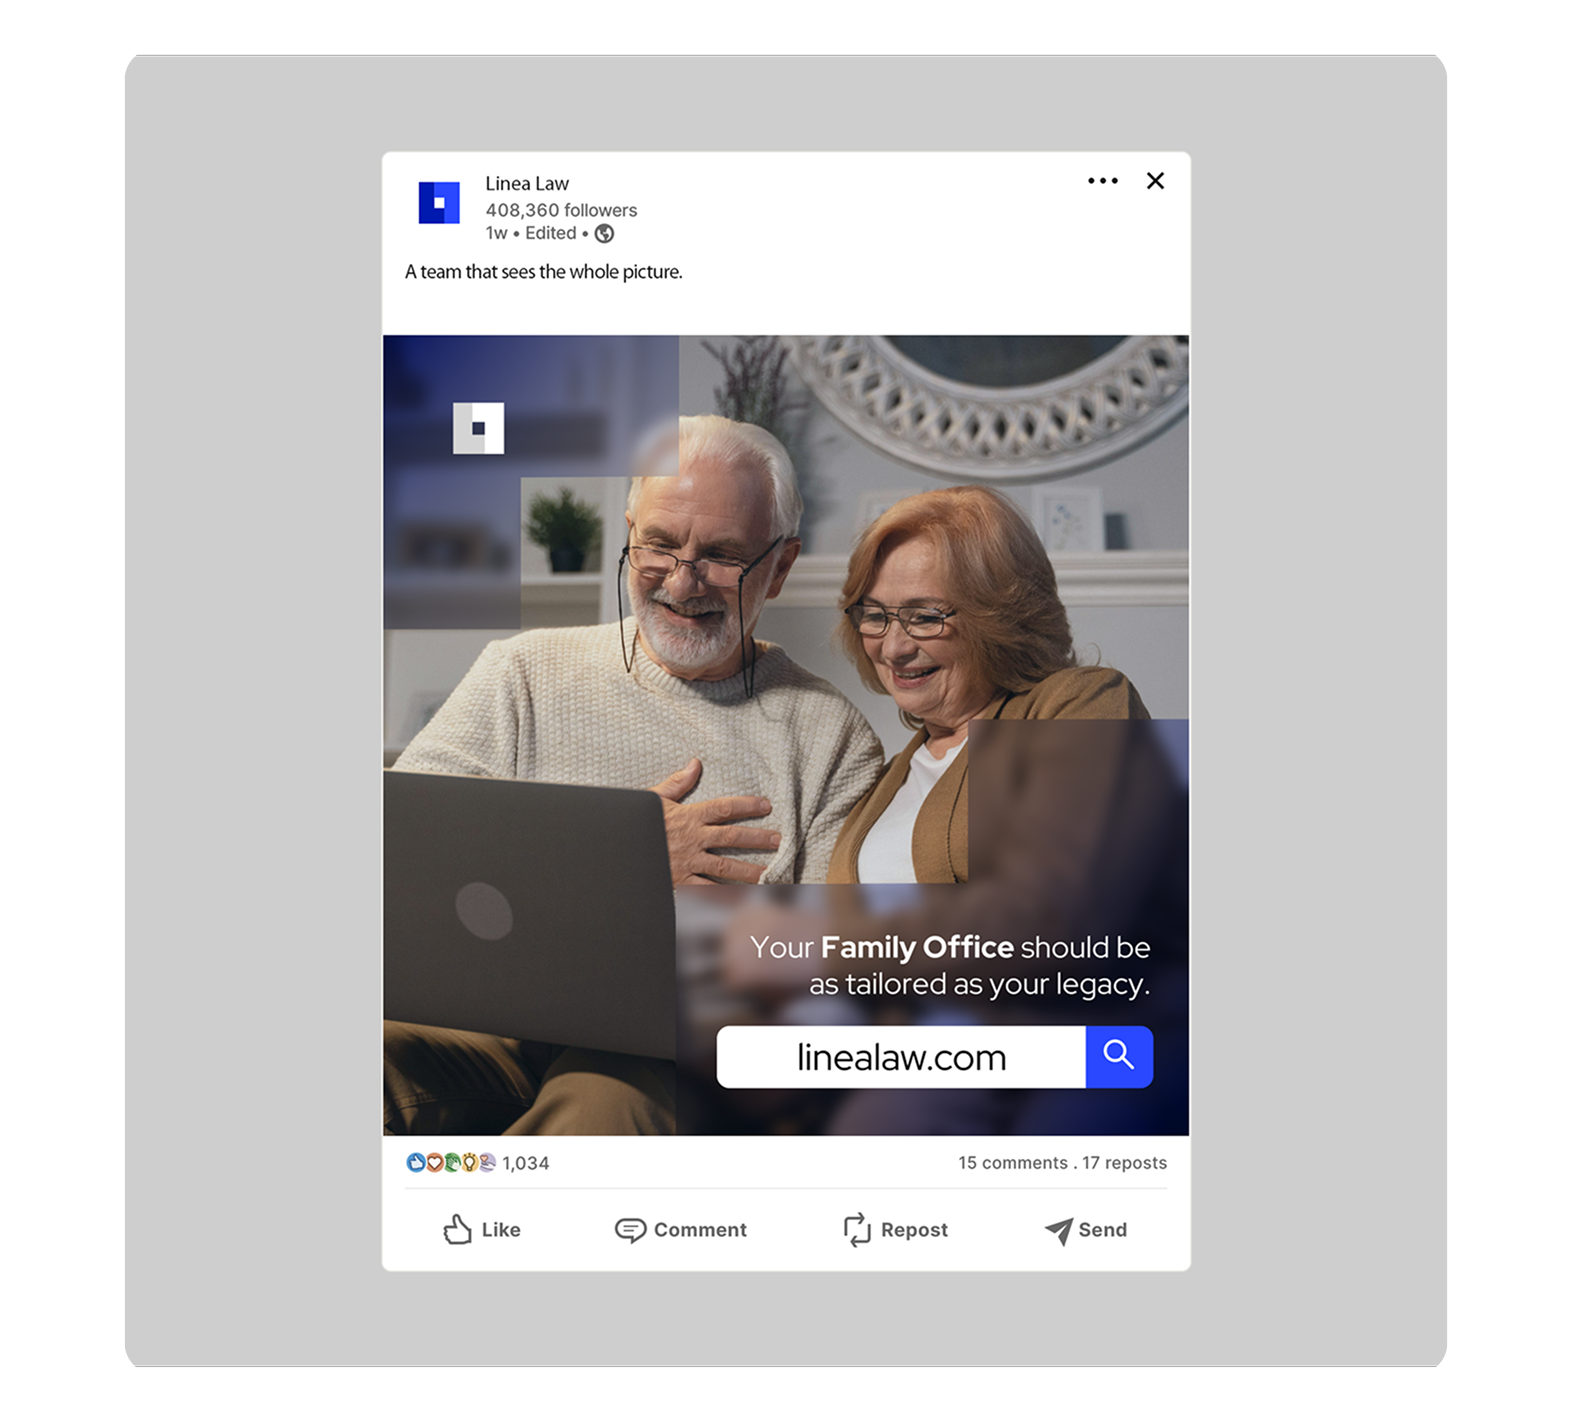 Linea Law
408,360 followers
1w • Edited •
A team that sees the whole picture.
Your Family Office should be
as tailored as your legacy.
linealaw.com
1,034
15 comments . 17 reposts
Like
Comment
Repost
Send